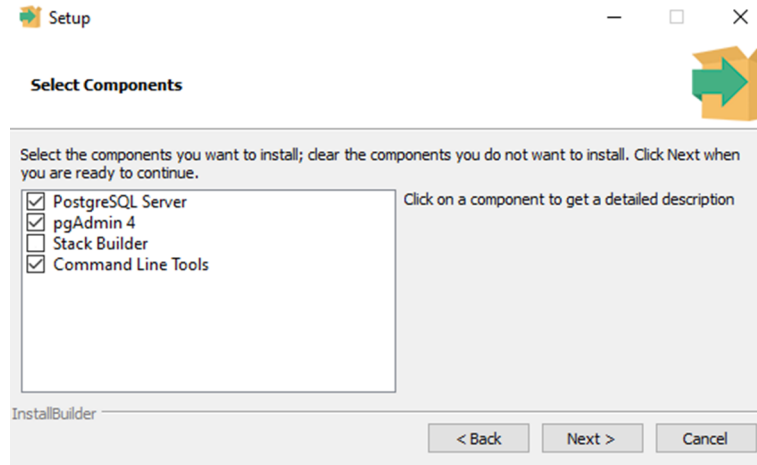 Setup
Select Components
Select the components you want to install; clear the components you do not want to install. Click Next when
you are ready to continue.
PostgreSQL Server
pgAdmin 4
Stack Builder
Command Line Tools
Click on a component to get a detailed description
InstallBuilder
< Back
Next >
Cancel